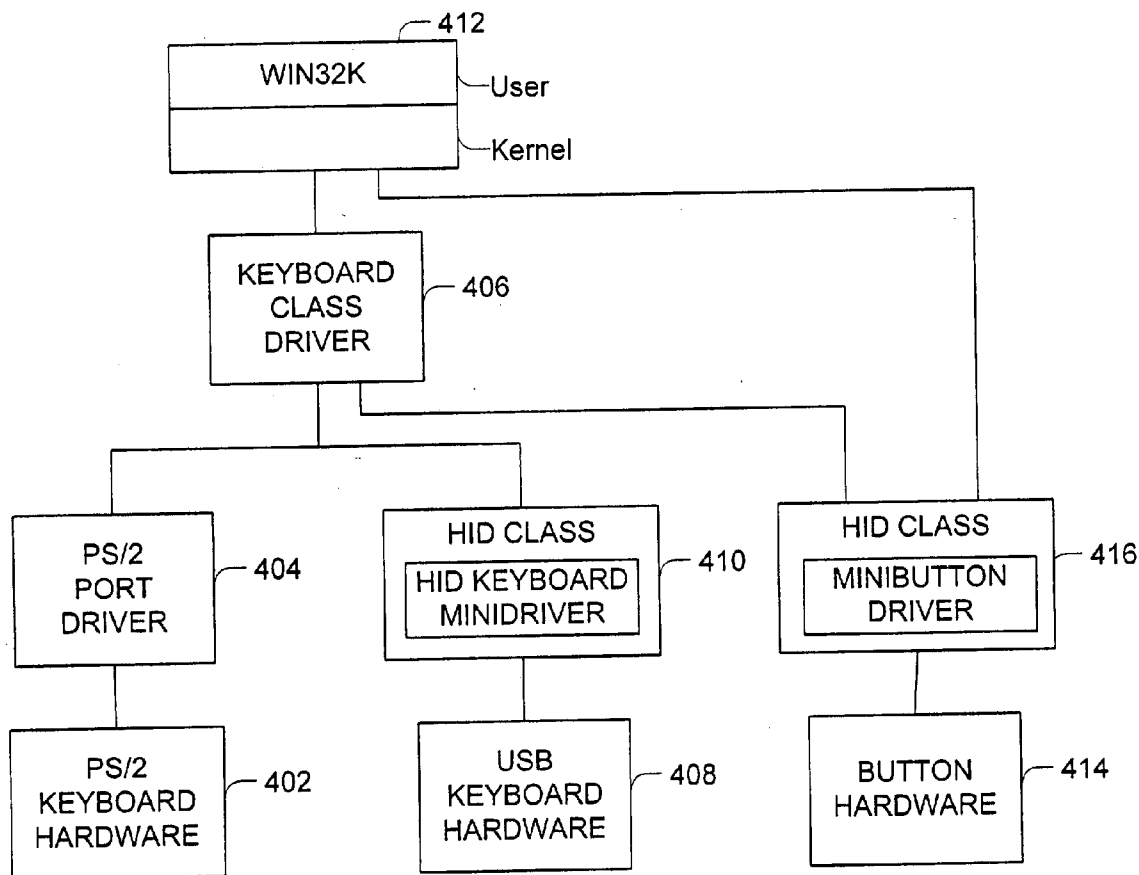 412
WIN32K
User
Kernel
KEYBOARD
CLASS
DRIVER
406
PS/2
PORT
DRIVER
404
HID CLASS
HID KEYBOARD
MINIDRIVER
410
HID CLASS
MINIBUTTON
DRIVER
416
PS/2
KEYBOARD
HARDWARE
402
USB
KEYBOARD
HARDWARE
408
BUTTON
HARDWARE
414